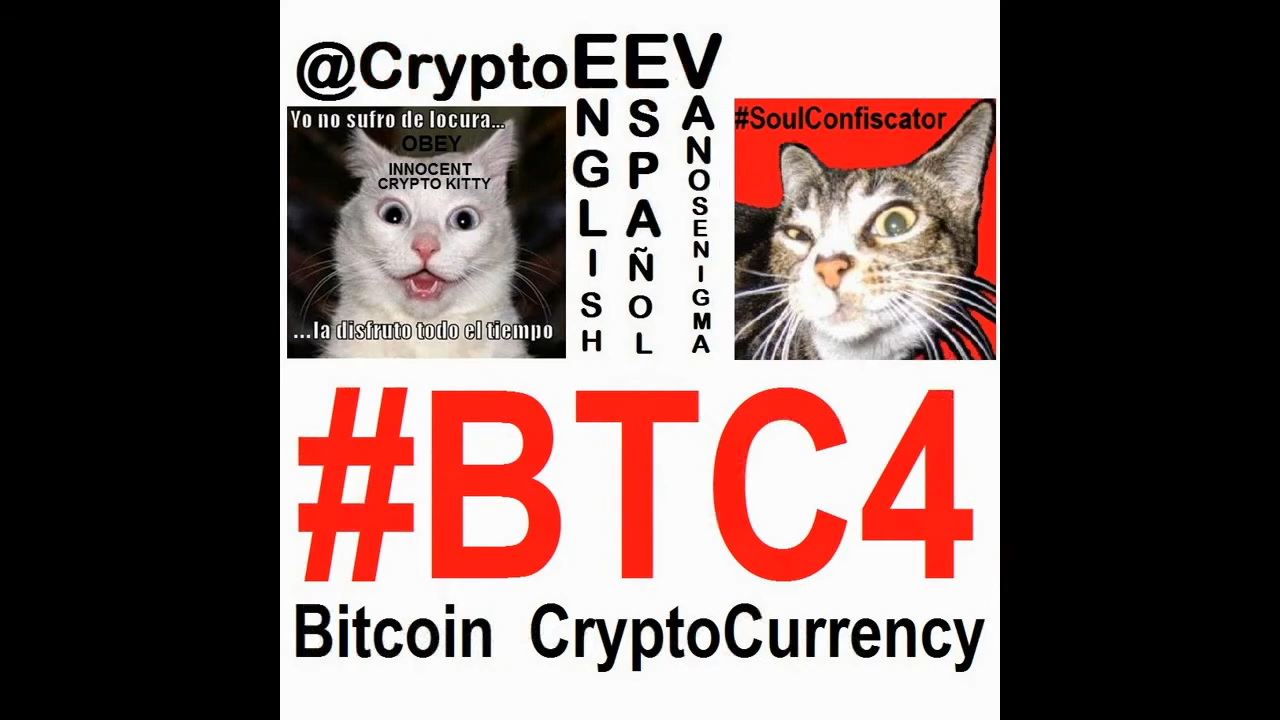 @CryptoEEV
ENGLISH
ESPAÑOL
VANOSENIGMA
Yo no sufro de locura...
OBEY
INNOCENT
CRYPTO KITTY
...la disfruto todo el tiempo
#SoulConfiscator
#BTC4
Bitcoin CryptoCurrency